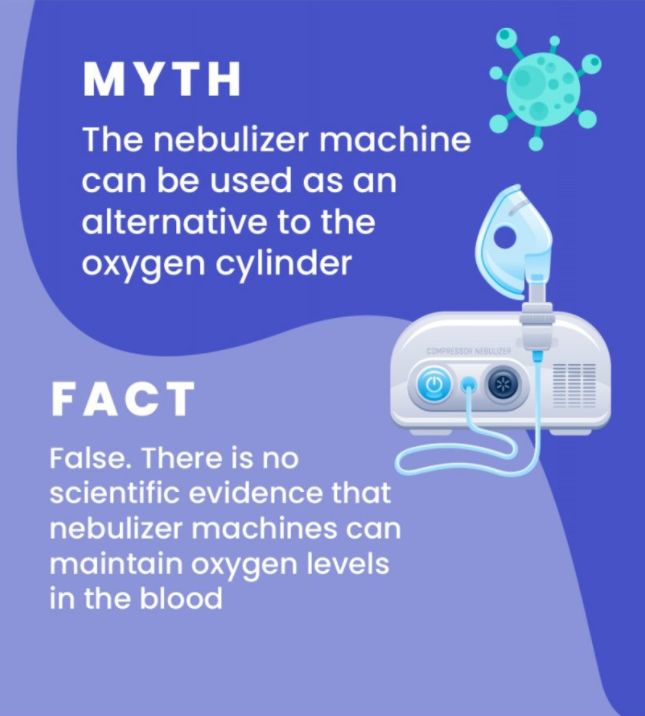 MYTH
The nebulizer machine
can be used as an
alternative to the
oxygen cylinder
COMPRESSOR NEBULIZER
FACT
False. There is no
scientific evidence that
nebulizer machines can
maintain oxygen levels
in the blood